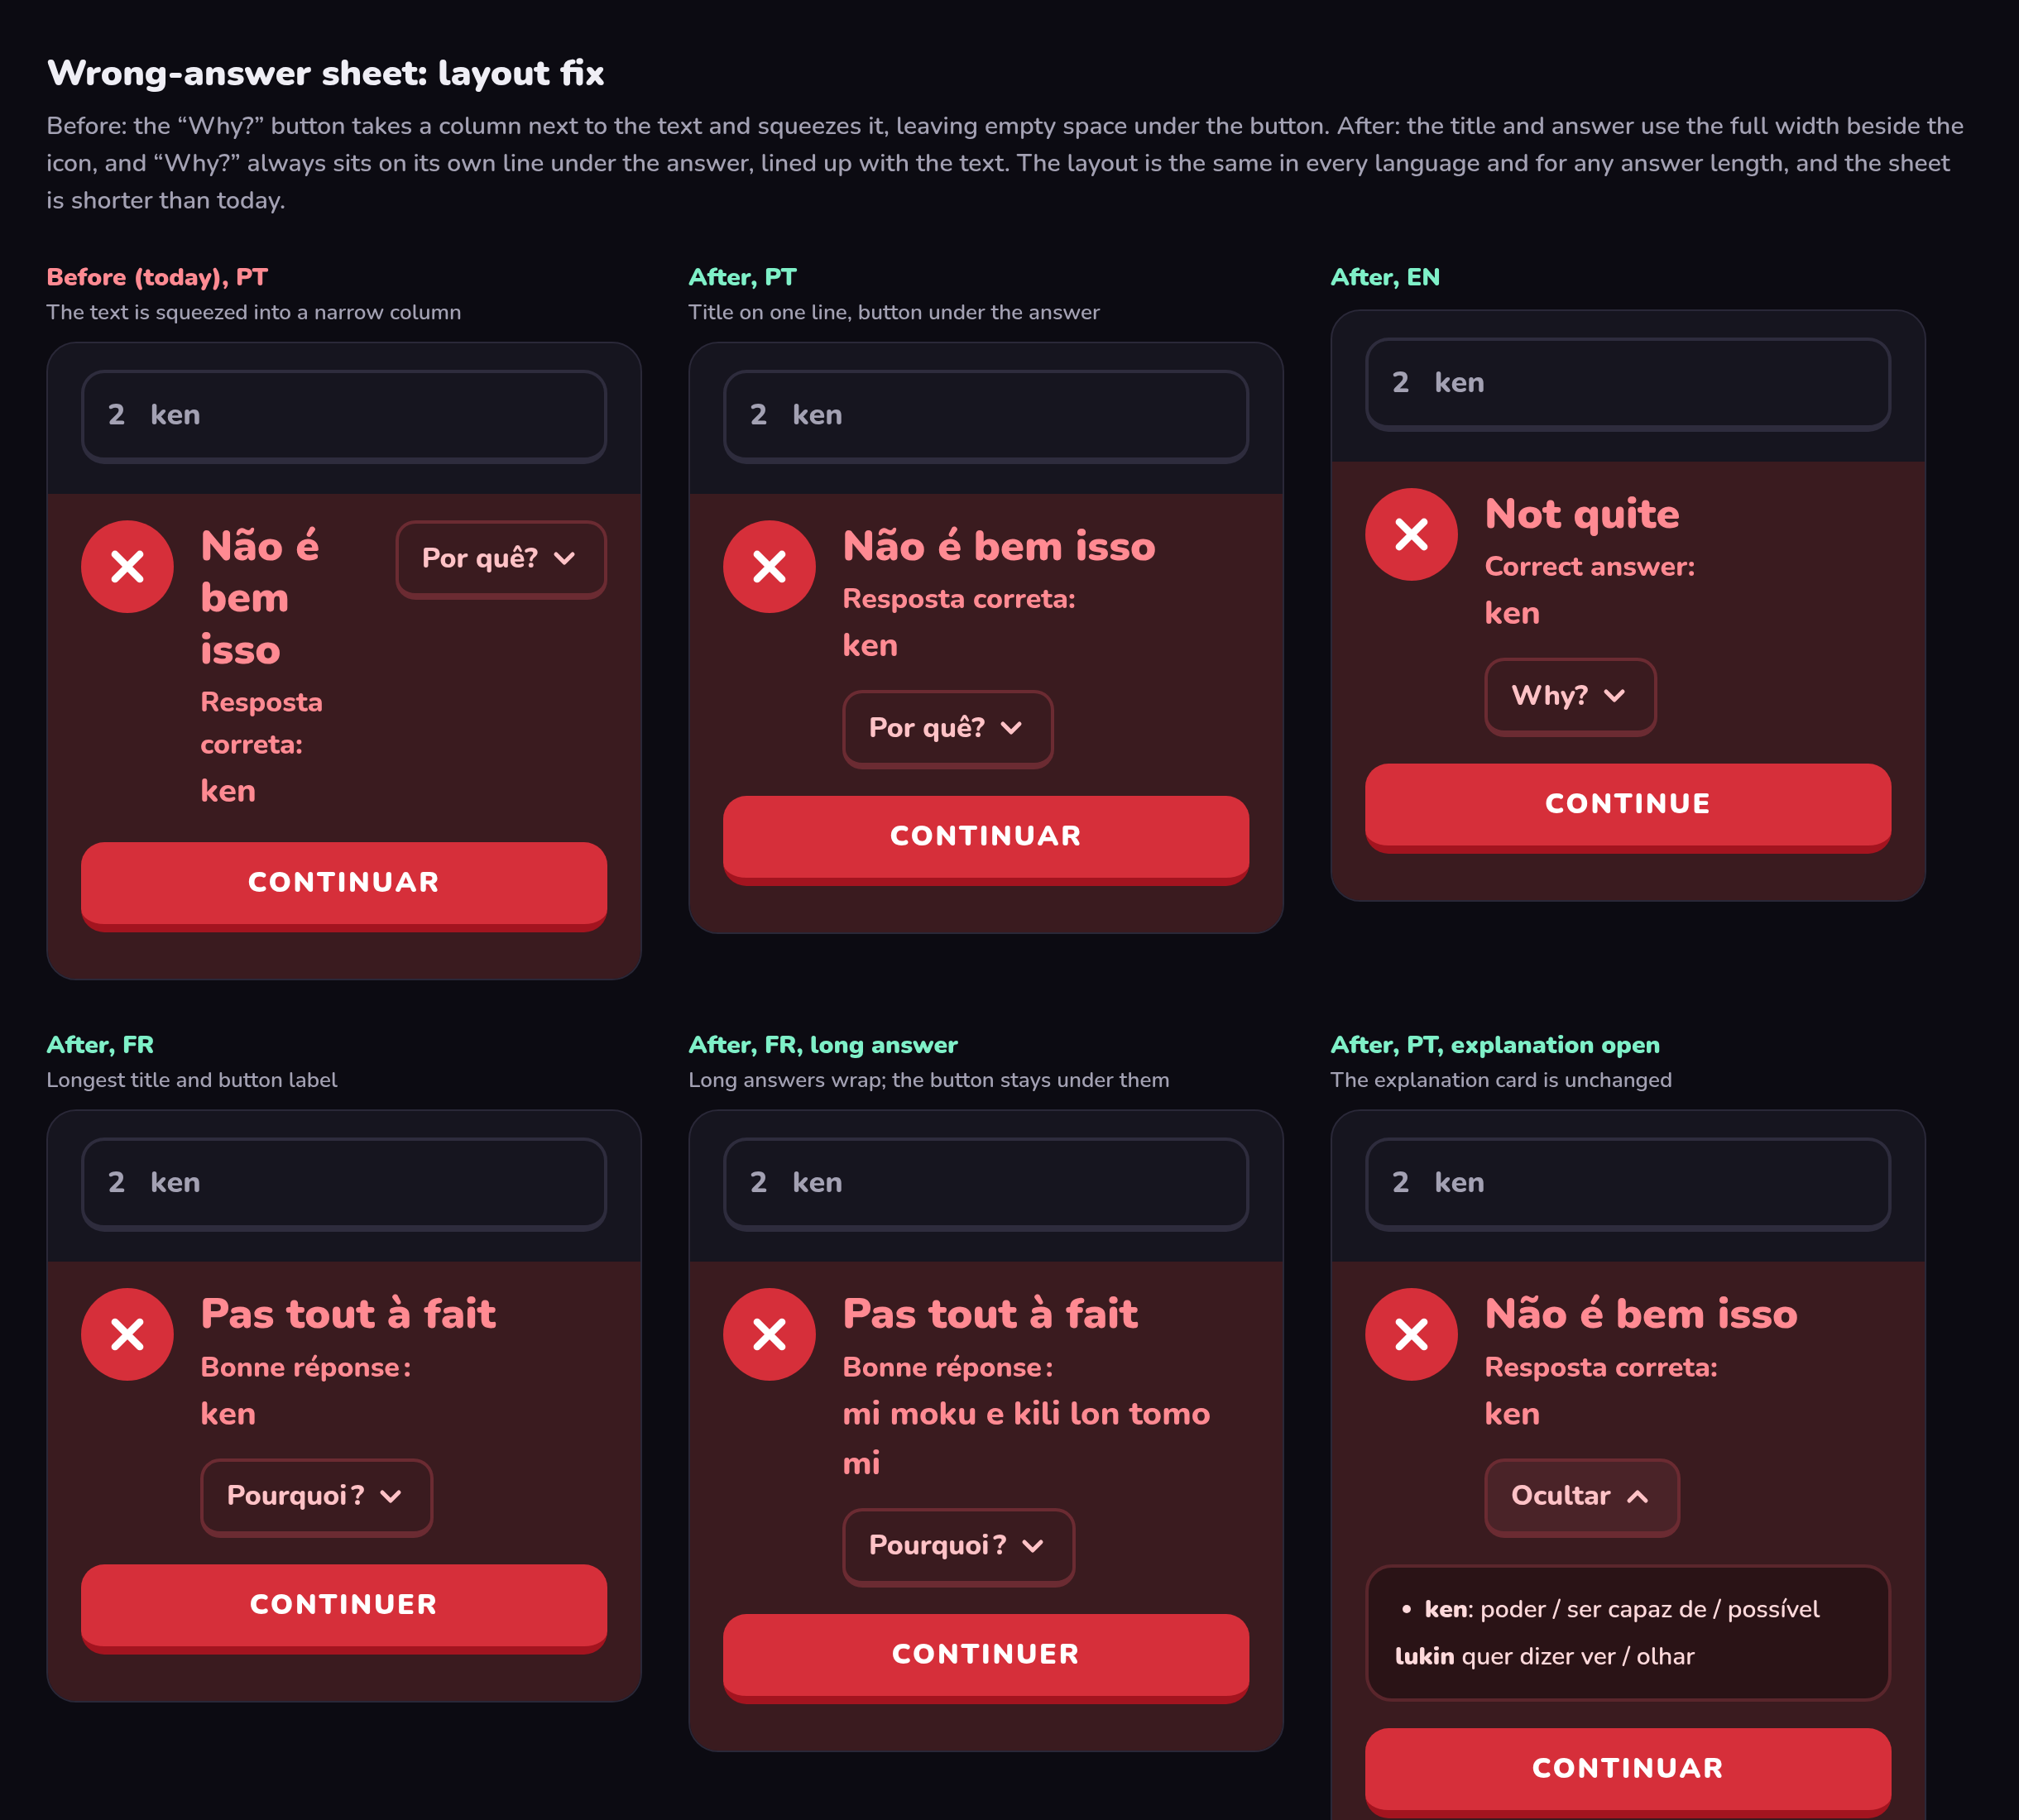 Wrong-answer sheet: layout fix
Before: the “Why?” button takes a column next to the text and squeezes it, leaving empty space under the button. After: the title and answer use the full width beside the
icon, and “Why?” always sits on its own line under the answer, lined up with the text. The layout is the same in every language and for any answer length, and the sheet
is shorter than today.
Before (today), PT
The text is squeezed into a narrow column
2 ken
Não é
bem
isso
Por quê?
Resposta
correta:
ken
CONTINUAR
After, PT
Title on one line, button under the answer
2 ken
Não é bem isso
Resposta correta:
ken
Por quê?
CONTINUAR
After, EN
2 ken
Not quite
Correct answer:
ken
Why?
CONTINUE
After, FR
Longest title and button label
2 ken
Pas tout à fait
Bonne réponse :
ken
Pourquoi ?
CONTINUER
After, FR, long answer
Long answers wrap; the button stays under them
2 ken
Pas tout à fait
Bonne réponse :
mi moku e kili lon tomo
mi
Pourquoi ?
CONTINUER
After, PT, explanation open
The explanation card is unchanged
2 ken
Não é bem isso
Resposta correta:
ken
Ocultar
• ken: poder / ser capaz de / possível
lukin quer dizer ver / olhar
CONTINUAR